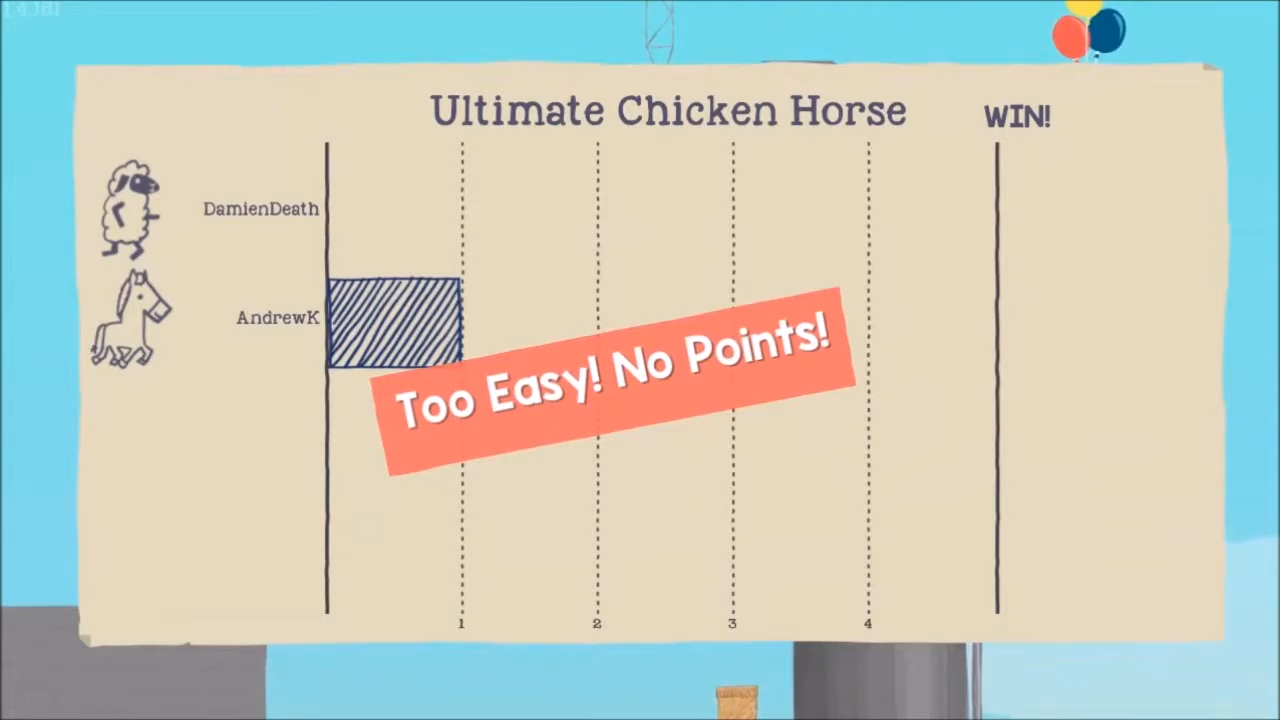 Ultimate Chicken Horse
WIN!
DamienDeath
AndrewK
Too Easy! No Points!
1 2 3 4